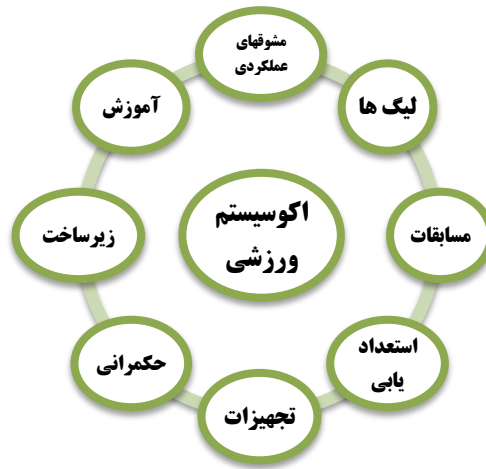 مشوقهای
عملکردی
لیگ ها
مسابقات
استعداد
یابی
تجهیزات
حکمرانی
زیرساخت
آموزش
اکوسیستم
ورزشی